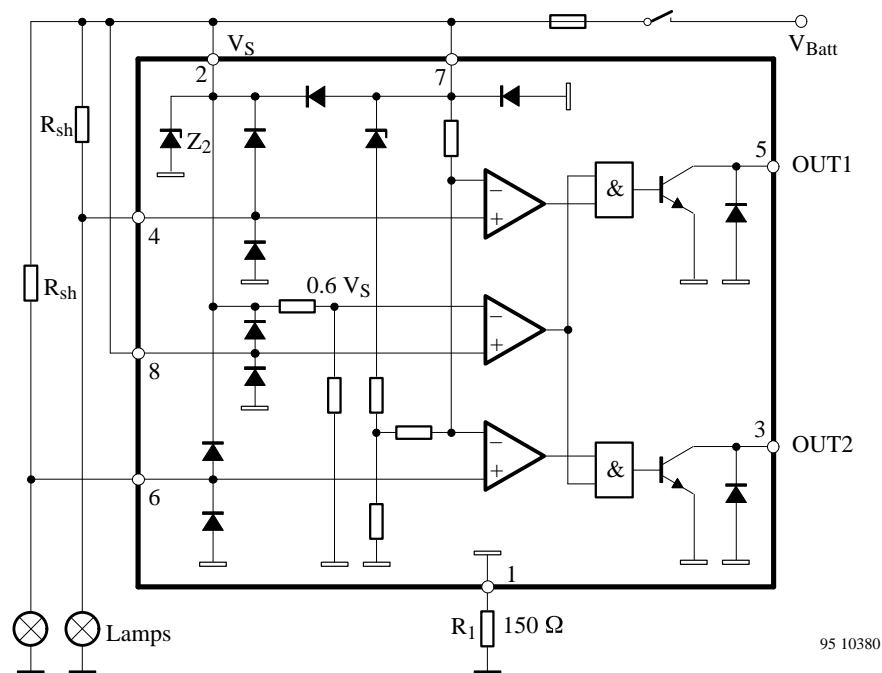 V_S
V_Batt
2
7
R_sh
Z_2
−
&
5
OUT1
+
4
R_sh
0.6 V_S
−
+
8
−
3
OUT2
&
+
6
1
R_1
150 Ω
Lamps
95 10380